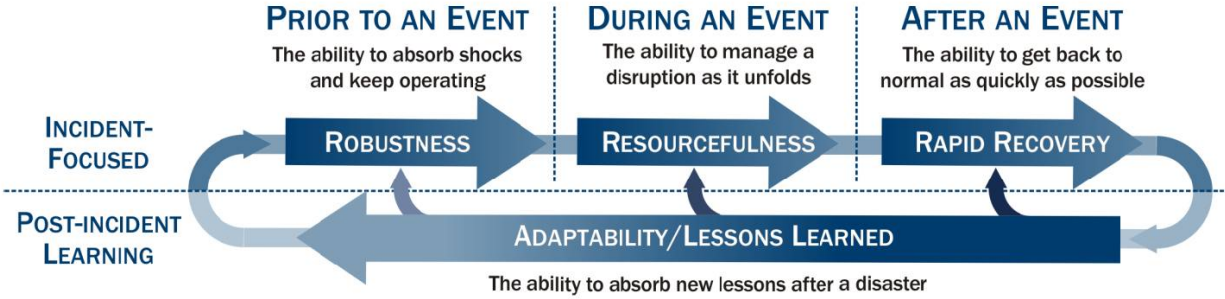 PRIOR TO AN EVENT
The ability to absorb shocks
and keep operating
DURING AN EVENT
The ability to manage a
disruption as it unfolds
AFTER AN EVENT
The ability to get back to
normal as quickly as possible
INCIDENT-
FOCUSED
ROBUSTNESS
RESOURCEFULNESS
RAPID RECOVERY
POST-INCIDENT
LEARNING
ADAPTABILITY/LESSONS LEARNED
The ability to absorb new lessons after a disaster